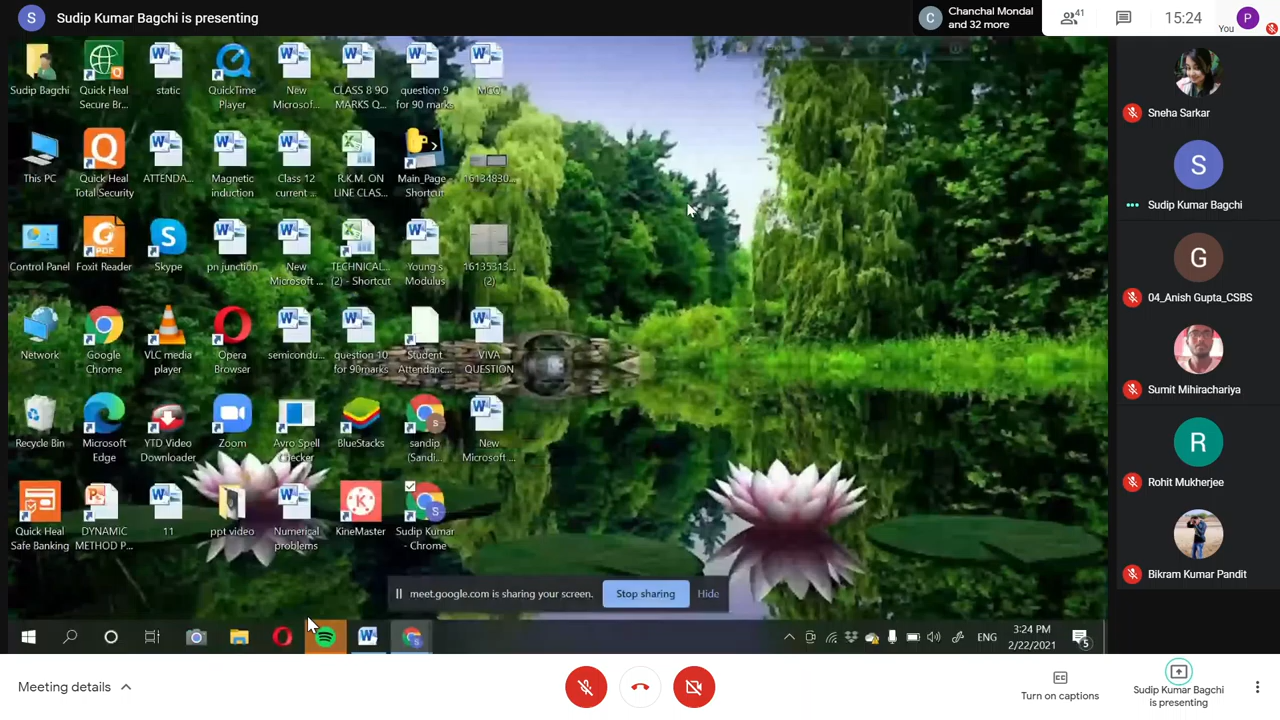 S Sudip Kumar Bagchi is presenting
C Chanchal Mondal
and 32 more
41
15:24
You
P
Sudip Bagchi
Quick Heal
Secure Br...
static
QuickTime
Player
New
Microsof...
CLASS 8 90
MARKS Q...
question 9
for 90 marks
MCQ
This PC
Quick Heal
Total Security
ATTENDA...
Magnetic
induction
Class 12
current ...
R.K.M. ON
LINE CLAS...
Main_Page -
Shortcut
16134830...
Control Panel
Foxit Reader
Skype
pn junction
New
Microsoft ...
TECHNICAL...
(2) - Shortcut
Young's
Modulus
16135313...
(2)
Network
Google
Chrome
VLC media
player
Opera
Browser
semicondu...
question 10
for 90marks
Student
Attendanc...
VIVA
QUESTION
Recycle Bin
Microsoft
Edge
YTD Video
Downloader
Zoom
Avro Spell
Checker
BlueStacks
sandip
(Sandi...
New
Microsoft ...
Quick Heal
Safe Banking
DYNAMIC
METHOD P...
11
ppt video
Numerical
problems
KineMaster
Sudip Kumar
- Chrome
meet.google.com is sharing your screen.
Stop sharing
Hide
ENG
3:24 PM
2/22/2021
5
Sneha Sarkar
S
Sudip Kumar Bagchi
G
04_Anish Gupta_CSBS
Sumit Mihirachariya
R
Rohit Mukherjee
Bikram Kumar Pandit
Meeting details
Turn on captions
Sudip Kumar Bagchi
is presenting